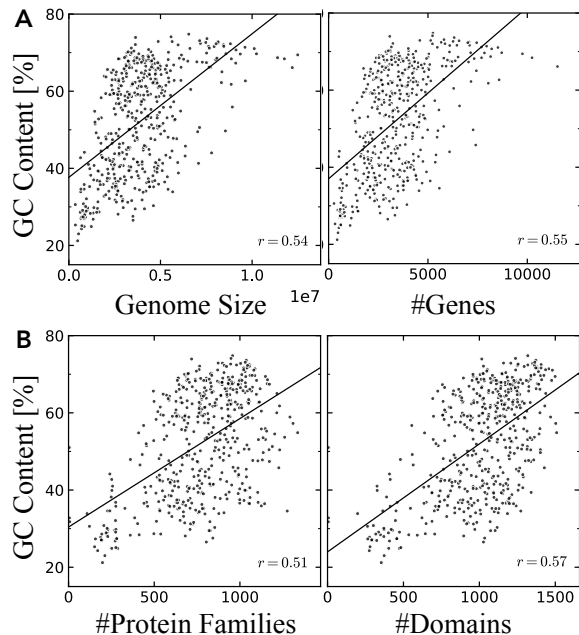 A
GC Content [%]
80
60
40
20
r = 0.54
r = 0.55
0.0 0.5 1.0 0 5000 10000
1e7
Genome Size #Genes
B
GC Content [%]
80
60
40
20
0
r = 0.51
r = 0.57
0 500 1000 0 500 1000 1500
#Protein Families #Domains